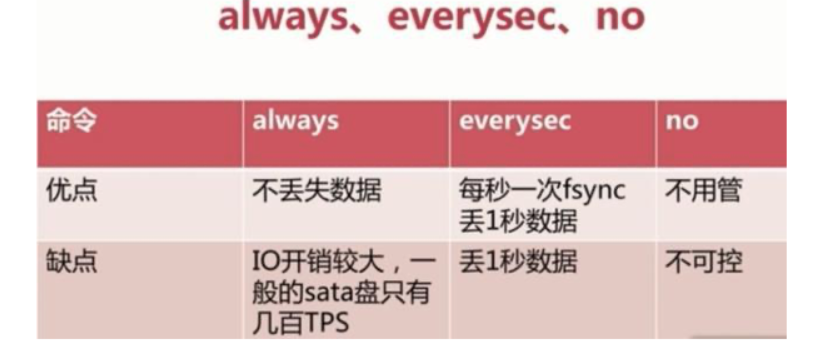 always、everysec、no
命令 always everysec no
优点 不丢失数据 每秒一次fsync 不用管
丢1秒数据
缺点 IO开销较大，一 丢1秒数据 不可控
般的sata盘只有
几百TPS